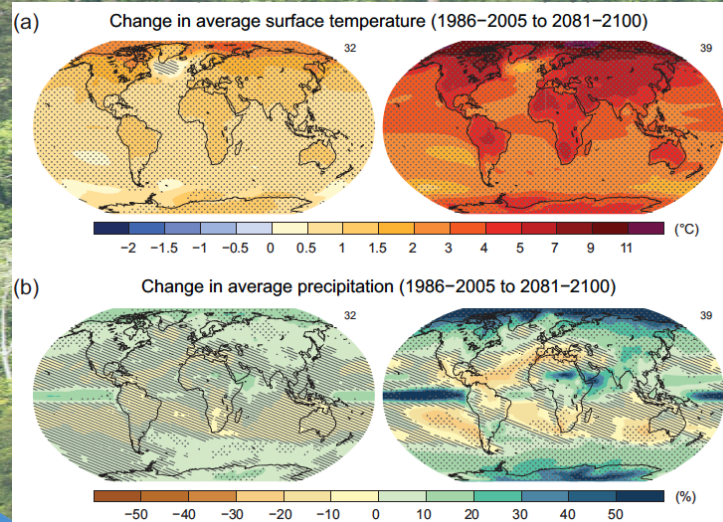 (a) Change in average surface temperature (1986−2005 to 2081−2100)
32 39
−2 −1.5 −1 −0.5 0 0.5 1 1.5 2 3 4 5 7 9 11 (°C)
(b) Change in average precipitation (1986−2005 to 2081−2100)
32 39
−50 −40 −30 −20 −10 0 10 20 30 40 50 (%)